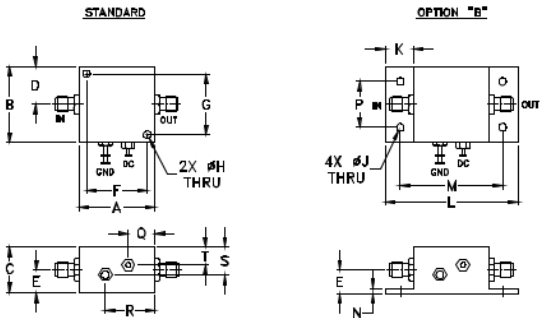 STANDARD
OPTION "B"
D
B
IN
OUT
G
GND
DC
2X øH
THRU
F
A
K
P
IN
OUT
4X øJ
THRU
GND
DC
M
L
Q
C
E
T
S
R
E
N